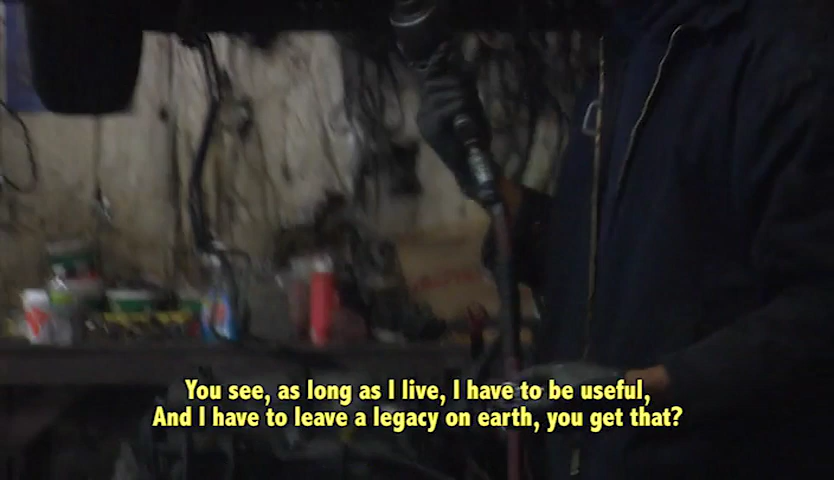 You see, as long as I live, I have to be useful,
And I have to leave a legacy on earth, you get that?